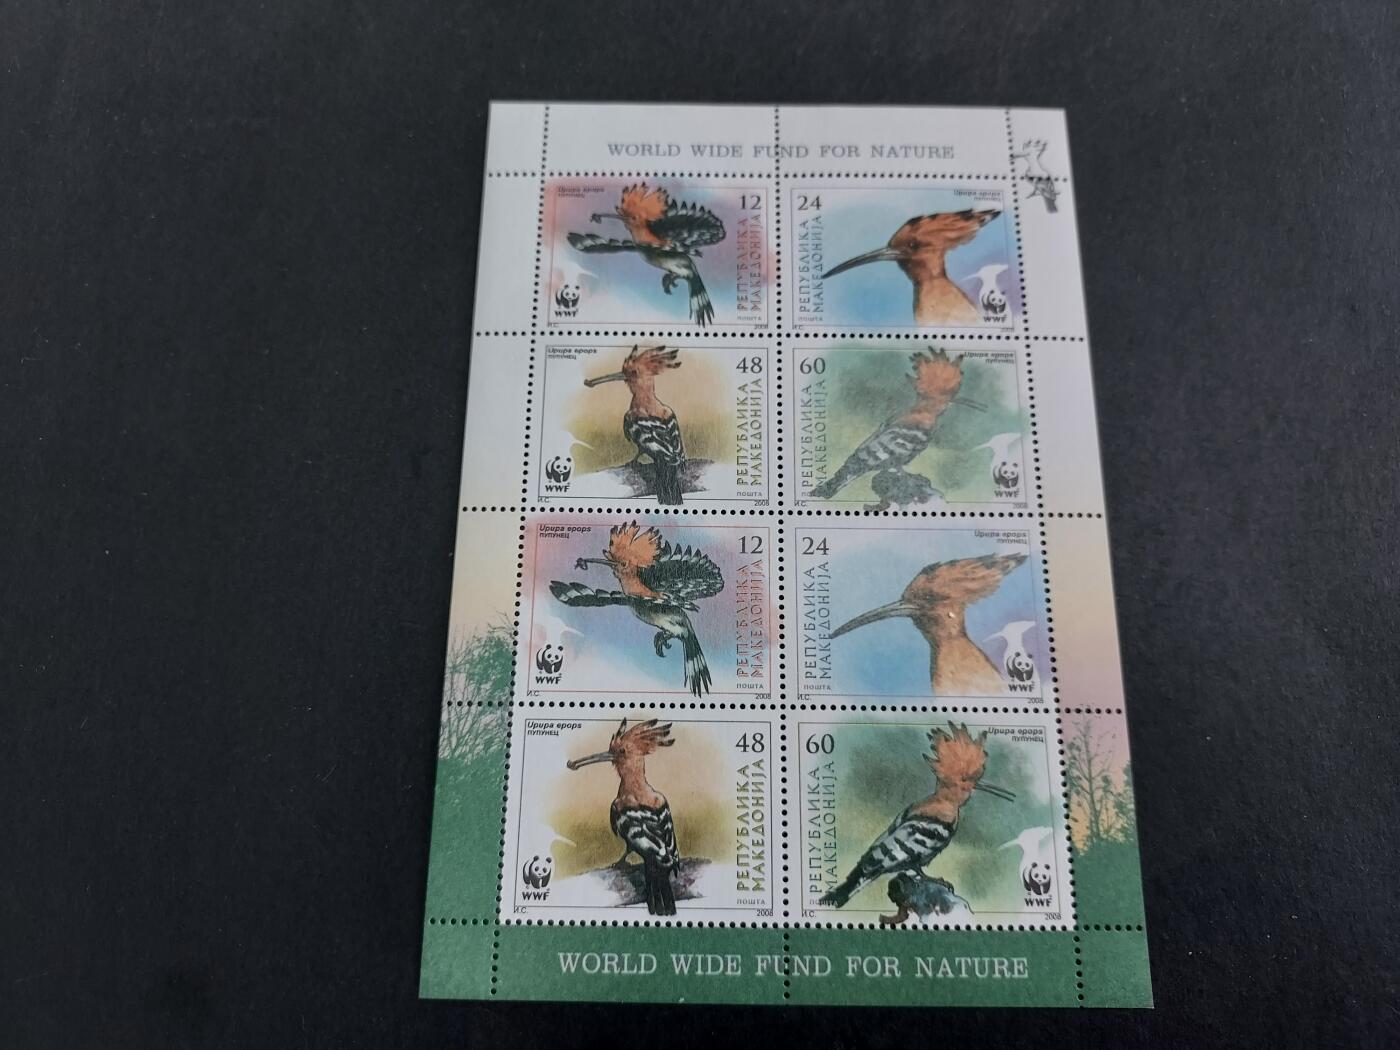 WORLD WIDE FUND FOR NATURE
Upupa epops
ПУПУНЕЦ
12
РЕПУБЛИКА
МАКЕДОНИЈА
ПОШТА
WWF
И.С.
2008
Upupa epops
ПУПУНЕЦ
24
РЕПУБЛИКА
МАКЕДОНИЈА
ПОШТА
WWF
И.С.
2008
Upupa epops
ПУПУНЕЦ
48
РЕПУБЛИКА
МАКЕДОНИЈА
ПОШТА
WWF
И.С.
2008
Upupa epops
ПУПУНЕЦ
60
РЕПУБЛИКА
МАКЕДОНИЈА
WWF
И.С.
2008
Upupa epops
ПУПУНЕЦ
12
РЕПУБЛИКА
МАКЕДОНИЈА
ПОШТА
WWF
И.С.
2008
Upupa epops
ПУПУНЕЦ
24
РЕПУБЛИКА
МАКЕДОНИЈА
ПОШТА
WWF
И.С.
2008
Upupa epops
ПУПУНЕЦ
48
РЕПУБЛИКА
МАКЕДОНИЈА
ПОШТА
WWF
И.С.
2008
Upupa epops
ПУПУНЕЦ
60
РЕПУБЛИКА
МАКЕДОНИЈА
WWF
И.С.
2008
WORLD WIDE FUND FOR NATURE